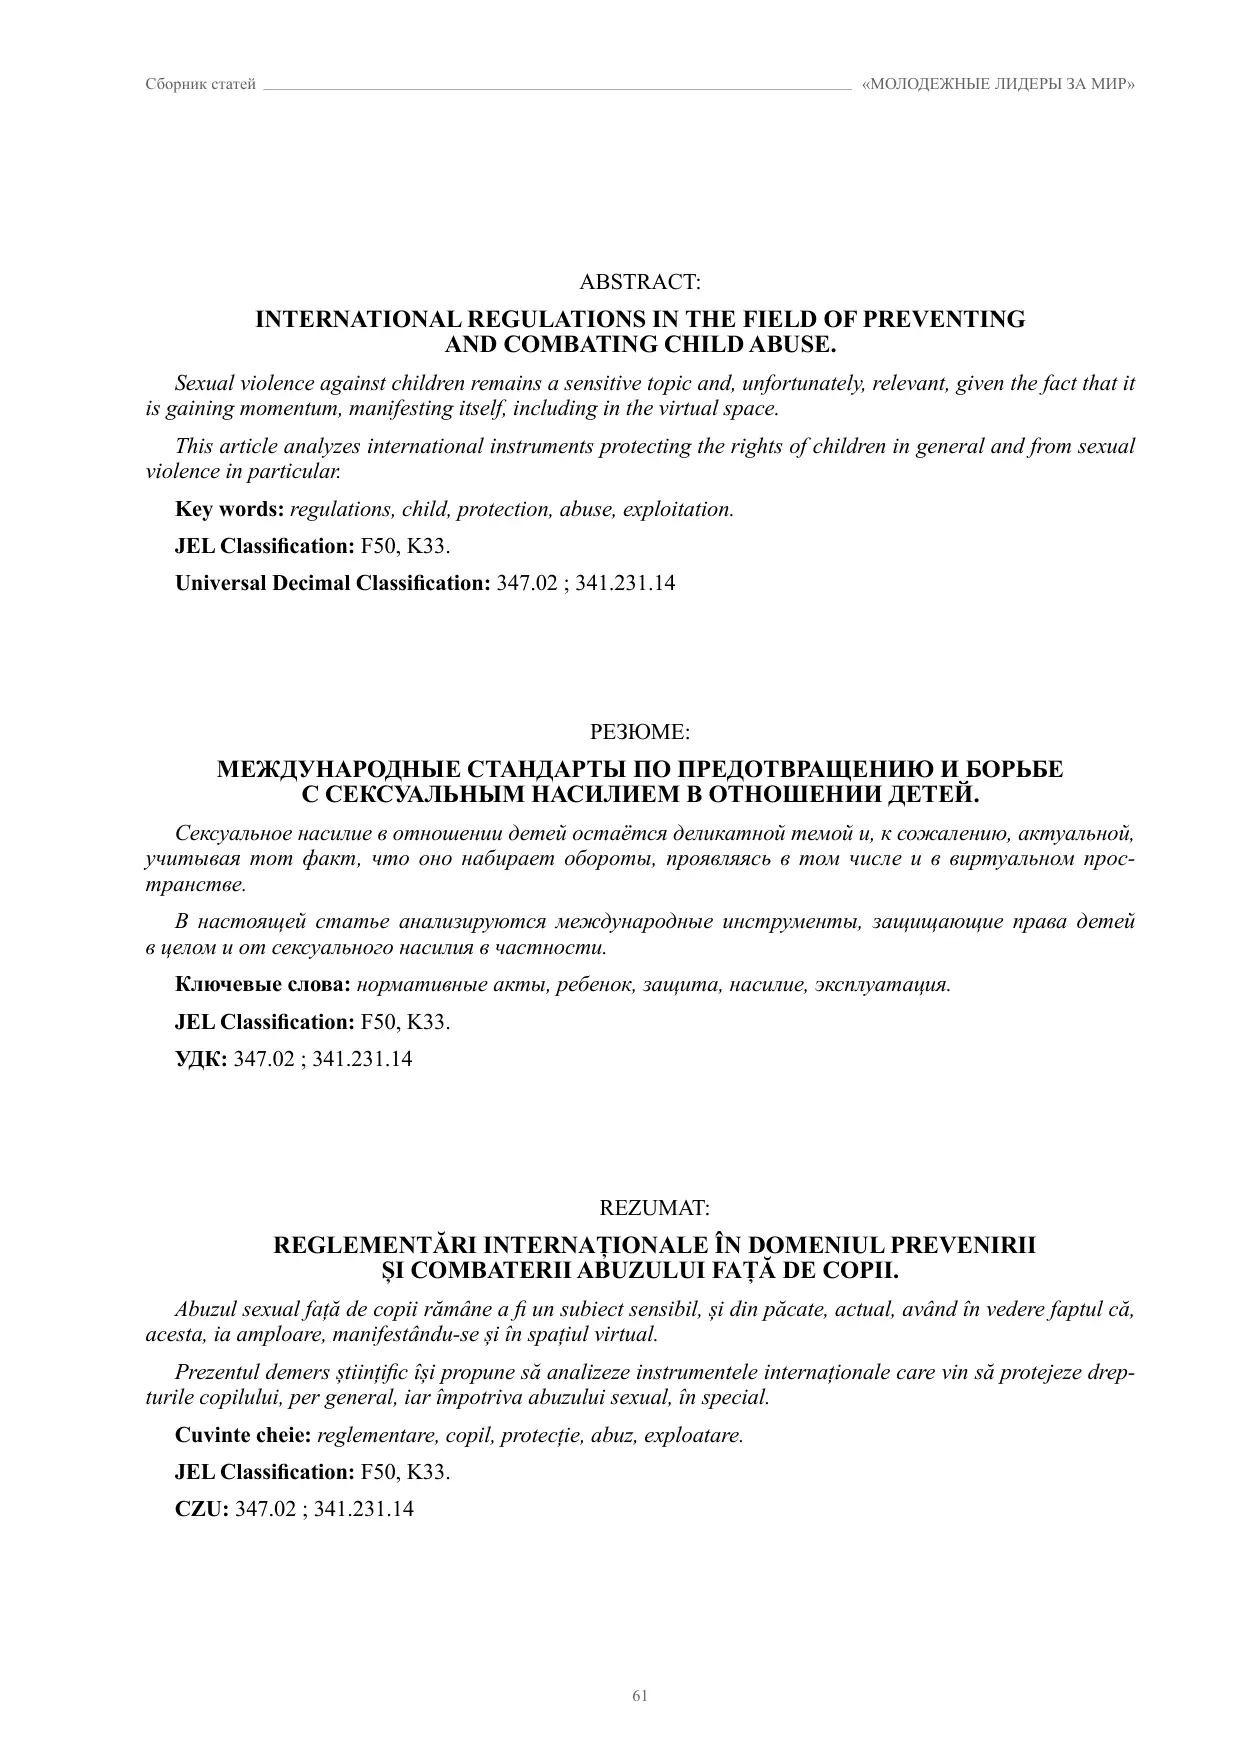 Сборник статей «МОЛОДЕЖНЫЕ ЛИДЕРЫ ЗА МИР»
ABSTRACT:
INTERNATIONAL REGULATIONS IN THE FIELD OF PREVENTING
AND COMBATING CHILD ABUSE.
Sexual violence against children remains a sensitive topic and, unfortunately, relevant, given the fact that it
is gaining momentum, manifesting itself, including in the virtual space.
This article analyzes international instruments protecting the rights of children in general and from sexual
violence in particular.
Key words: regulations, child, protection, abuse, exploitation.
JEL Classification: F50, K33.
Universal Decimal Classification: 347.02 ; 341.231.14
РЕЗЮМЕ:
МЕЖДУНАРОДНЫЕ СТАНДАРТЫ ПО ПРЕДОТВРАЩЕНИЮ И БОРЬБЕ
С СЕКСУАЛЬНЫМ НАСИЛИЕМ В ОТНОШЕНИИ ДЕТЕЙ.
Сексуальное насилие в отношении детей остаётся деликатной темой и, к сожалению, актуальной,
учитывая тот факт, что оно набирает обороты, проявляясь в том числе и в виртуальном прос-
транстве.
В настоящей статье анализируются международные инструменты, защищающие права детей
в целом и от сексуального насилия в частности.
Ключевые слова: нормативные акты, ребенок, защита, насилие, эксплуатация.
JEL Classification: F50, K33.
УДК: 347.02 ; 341.231.14
REZUMAT:
REGLEMENTĂRI INTERNAȚIONALE ÎN DOMENIUL PREVENIRII
ȘI COMBATERII ABUZULUI FAȚĂ DE COPII.
Abuzul sexual față de copii rămâne a fi un subiect sensibil, și din păcate, actual, având în vedere faptul că,
acesta, ia amploare, manifestându-se și în spațiul virtual.
Prezentul demers științific își propune să analizeze instrumentele internaționale care vin să protejeze drep-
turile copilului, per general, iar împotriva abuzului sexual, în special.
Cuvinte cheie: reglementare, copil, protecție, abuz, exploatare.
JEL Classification: F50, K33.
CZU: 347.02 ; 341.231.14
61